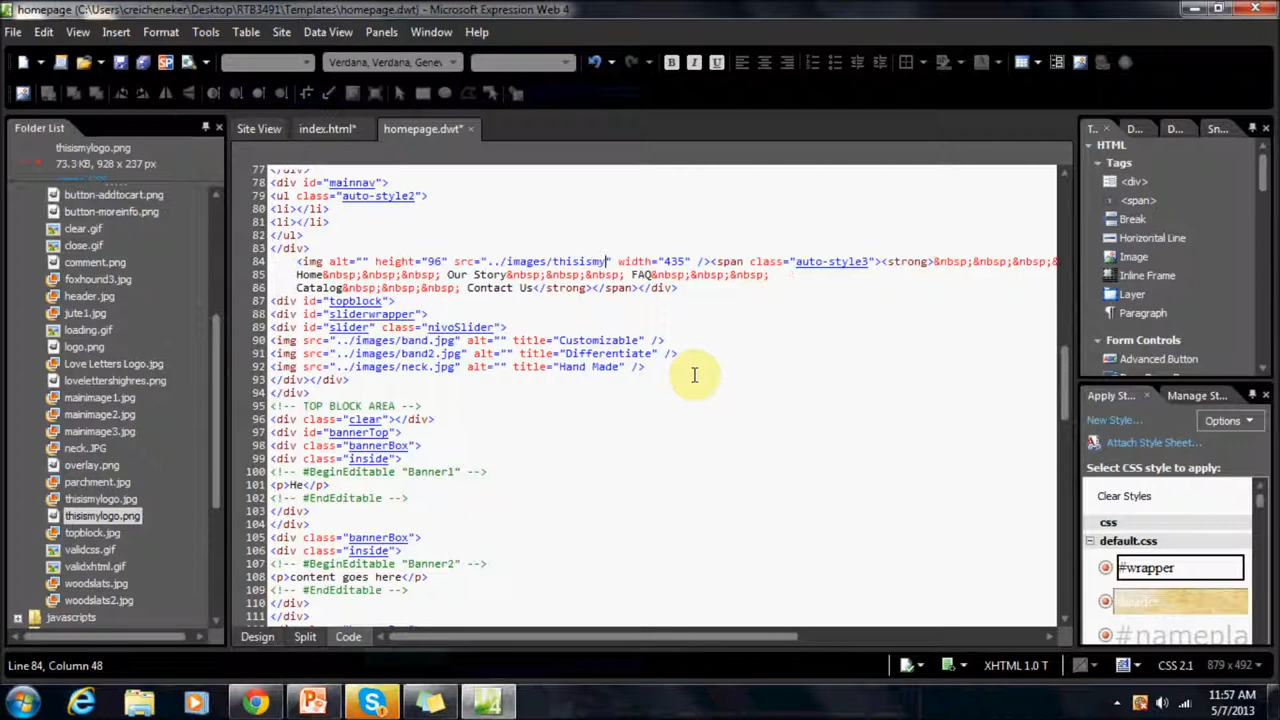 homepage (C:\Users\creicheneker\Desktop\RTB3491\Templates\homepage.dwt) - Microsoft Expression Web 4
File Edit View Insert Format Tools Table Site Data View Panels Window Help
Verdana, Verdana, Genev
Folder List
Site View index.html* homepage.dwt*
T... D... D... Sn...
thisismylogo.png
73.3 KB, 928 x 237 px
button-addtocart.png
button-moreinfo.png
clear.gif
close.gif
comment.png
foxhound3.jpg
header.jpg
jute1.jpg
loading.gif
logo.png
Love Letters Logo.jpg
lovelettershighres.png
mainimage1.jpg
mainimage2.jpg
mainimage3.jpg
neck.JPG
overlay.png
parchment.jpg
thisismylogo.jpg
thisismylogo.png
topblock.jpg
validcss.gif
validxhtml.gif
woodslats.jpg
woodslats2.jpg
javascripts
77 </div>
78 <div id="mainnav">
79 <ul class="auto-style2">
80 <li></li>
81 <li></li>
82 </ul>
83 </div>
84 <img alt="" height="96" src="../images/thisismy" width="435" /><span class="auto-style3"><strong>&nbsp;&nbsp;&nbsp;&
85 Home&nbsp;&nbsp;&nbsp; Our Story&nbsp;&nbsp;&nbsp; FAQ&nbsp;&nbsp;&nbsp;
86 Catalog&nbsp;&nbsp;&nbsp; Contact Us</strong></span></div>
87 <div id="topblock">
88 <div id="sliderwrapper">
89 <div id="slider" class="nivoSlider">
90 <img src="../images/band.jpg" alt="" title="Customizable" />
91 <img src="../images/band2.jpg" alt="" title="Differentiate" />
92 <img src="../images/neck.jpg" alt="" title="Hand Made" />
93 </div></div>
94 </div>
95 <!-- TOP BLOCK AREA -->
96 <div class="clear"></div>
97 <div id="bannerTop">
98 <div class="bannerBox">
99 <div class="inside">
100 <!-- #BeginEditable "Banner1" -->
101 <p>He</p>
102 <!-- #EndEditable -->
103 </div>
104 </div>
105 <div class="bannerBox">
106 <div class="inside">
107 <!-- #BeginEditable "Banner2" -->
108 <p>content goes here</p>
109 <!-- #EndEditable -->
110 </div>
111 </div>
Design Split Code
HTML
Tags
<div>
<span>
Break
Horizontal Line
Image
Inline Frame
Layer
Paragraph
Form Controls
Advanced Button
Apply St... Manage St...
New Style... Options
Attach Style Sheet...
Select CSS style to apply:
Clear Styles
css
default.css
#wrapper
#header
#namepla
Line 84, Column 48
XHTML 1.0 T CSS 2.1 879 x 492
11:57 AM
5/7/2013